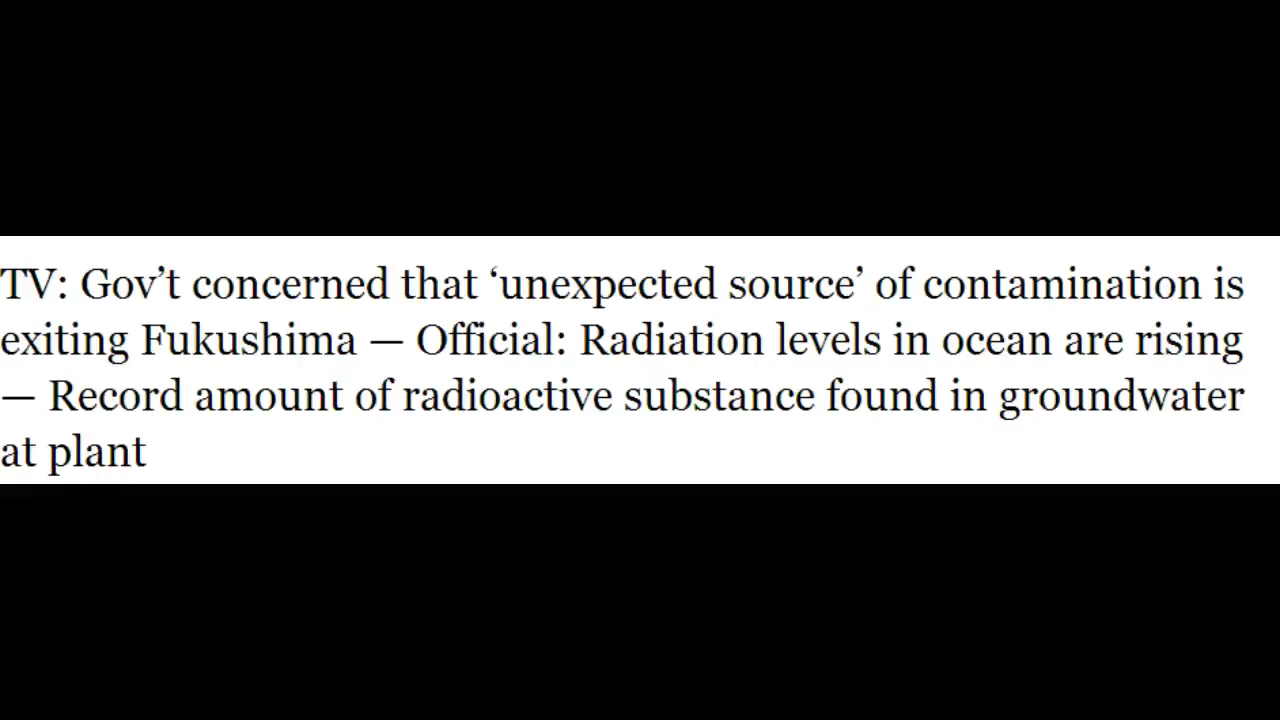 TV: Gov’t concerned that ‘unexpected source’ of contamination is
exiting Fukushima — Official: Radiation levels in ocean are rising
— Record amount of radioactive substance found in groundwater
at plant